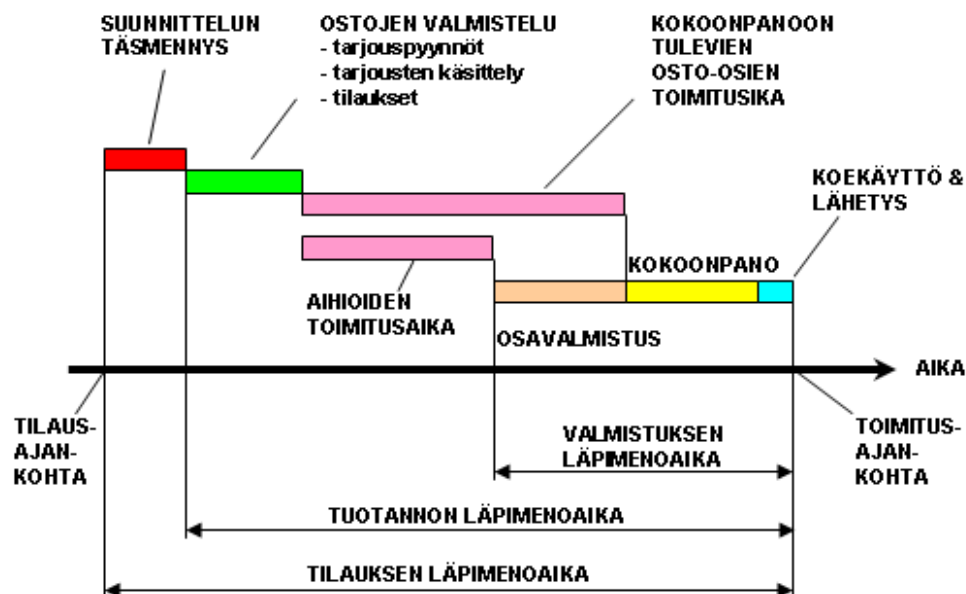 SUUNNITTELUN
TÄSMENNYS
OSTOJEN VALMISTELU
- tarjouspyynnöt
- tarjousten käsittely
- tilaukset
KOKOONPANOON
TULEVIEN
OSTO-OSIEN
TOIMITUSIKA
KOEKÄYTTÖ &
LÄHETYS
KOKOONPANO
AIHIOIDEN
TOIMITUSAIKA
OSAVALMISTUS
AIKA
TILAUS-
AJAN-
KOHTA
TOIMITUS-
AJAN-
KOHTA
VALMISTUKSEN
LÄPIMENOAIKA
TUOTANNON LÄPIMENOAIKA
TILAUKSEN LÄPIMENOAIKA